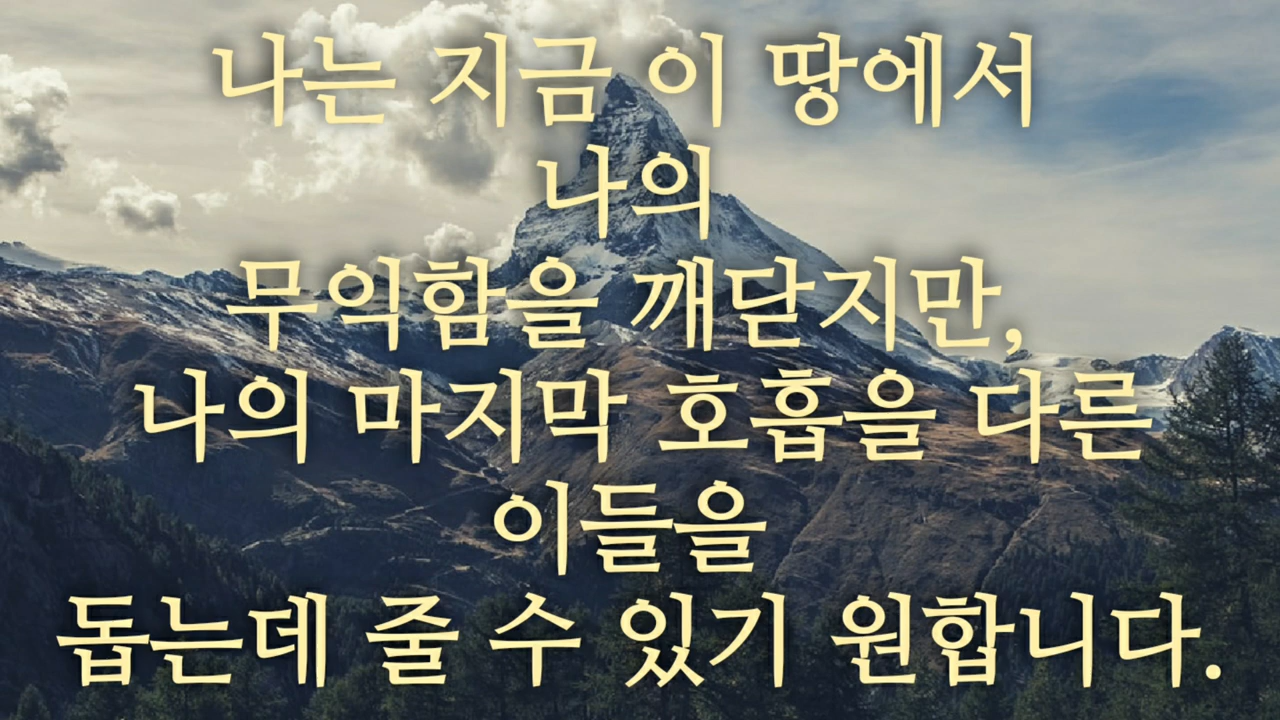 나는 지금 이 땅에서
나의
무익함을 깨닫지만,
나의 마지막 호흡을 다른
이들을
돕는데 줄 수 있기 원합니다.